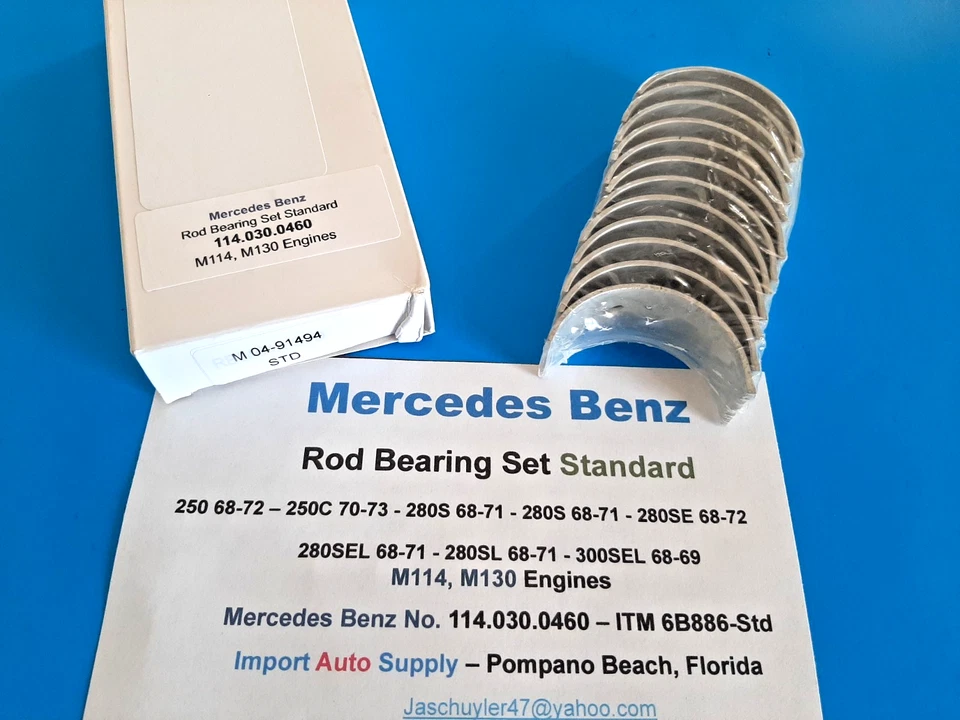 Mercedes Benz
Rod Bearing Set Standard
114.030.0460
M114, M130 Engines
M 04-91494
STD
Mercedes Benz
Rod Bearing Set Standard
250 68-72 – 250C 70-73 - 280S 68-71 - 280S 68-71 - 280SE 68-72
280SEL 68-71 - 280SL 68-71 - 300SEL 68-69
M114, M130 Engines
Mercedes Benz No. 114.030.0460 – ITM 6B886-Std
Import Auto Supply – Pompano Beach, Florida
Jaschuyler47@yahoo.com